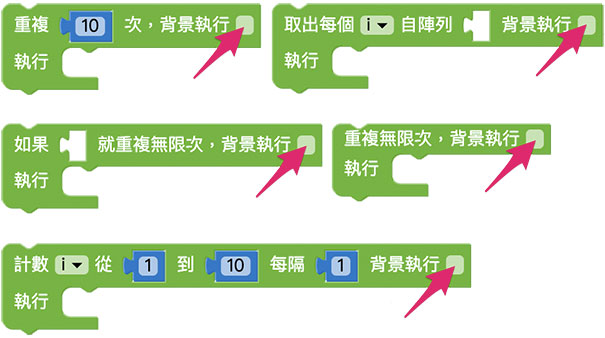 重複 10 次，背景執行
執行
取出每個 i 自陣列 背景執行
執行
如果 就重複無限次，背景執行
執行
重複無限次，背景執行
執行
計數 i 從 1 到 10 每隔 1 背景執行
執行